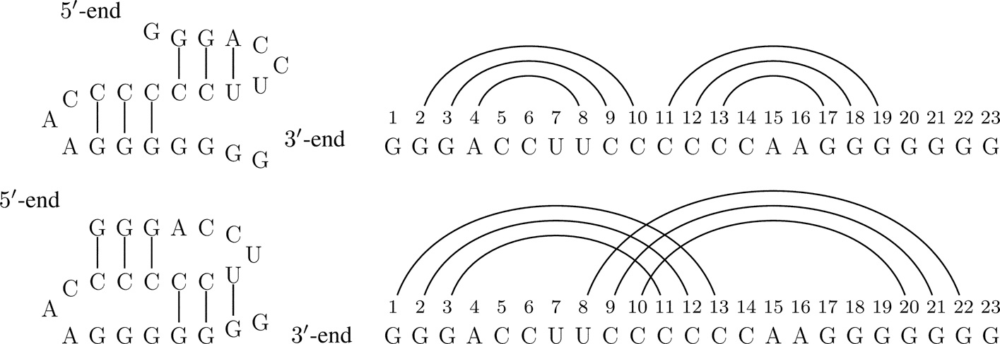 5′-end
G G G A C
C
A C C C C C C U U
A G G G G G G G 3′-end
1 2 3 4 5 6 7 8 9 10 11 12 13 14 15 16 17 18 19 20 21 22 23
G G G A C C U U C C C C C C A A G G G G G G G
5′-end
G G G A C C
U
A C C C C C C U
A G G G G G G G 3′-end
1 2 3 4 5 6 7 8 9 10 11 12 13 14 15 16 17 18 19 20 21 22 23
G G G A C C U U C C C C C C A A G G G G G G G